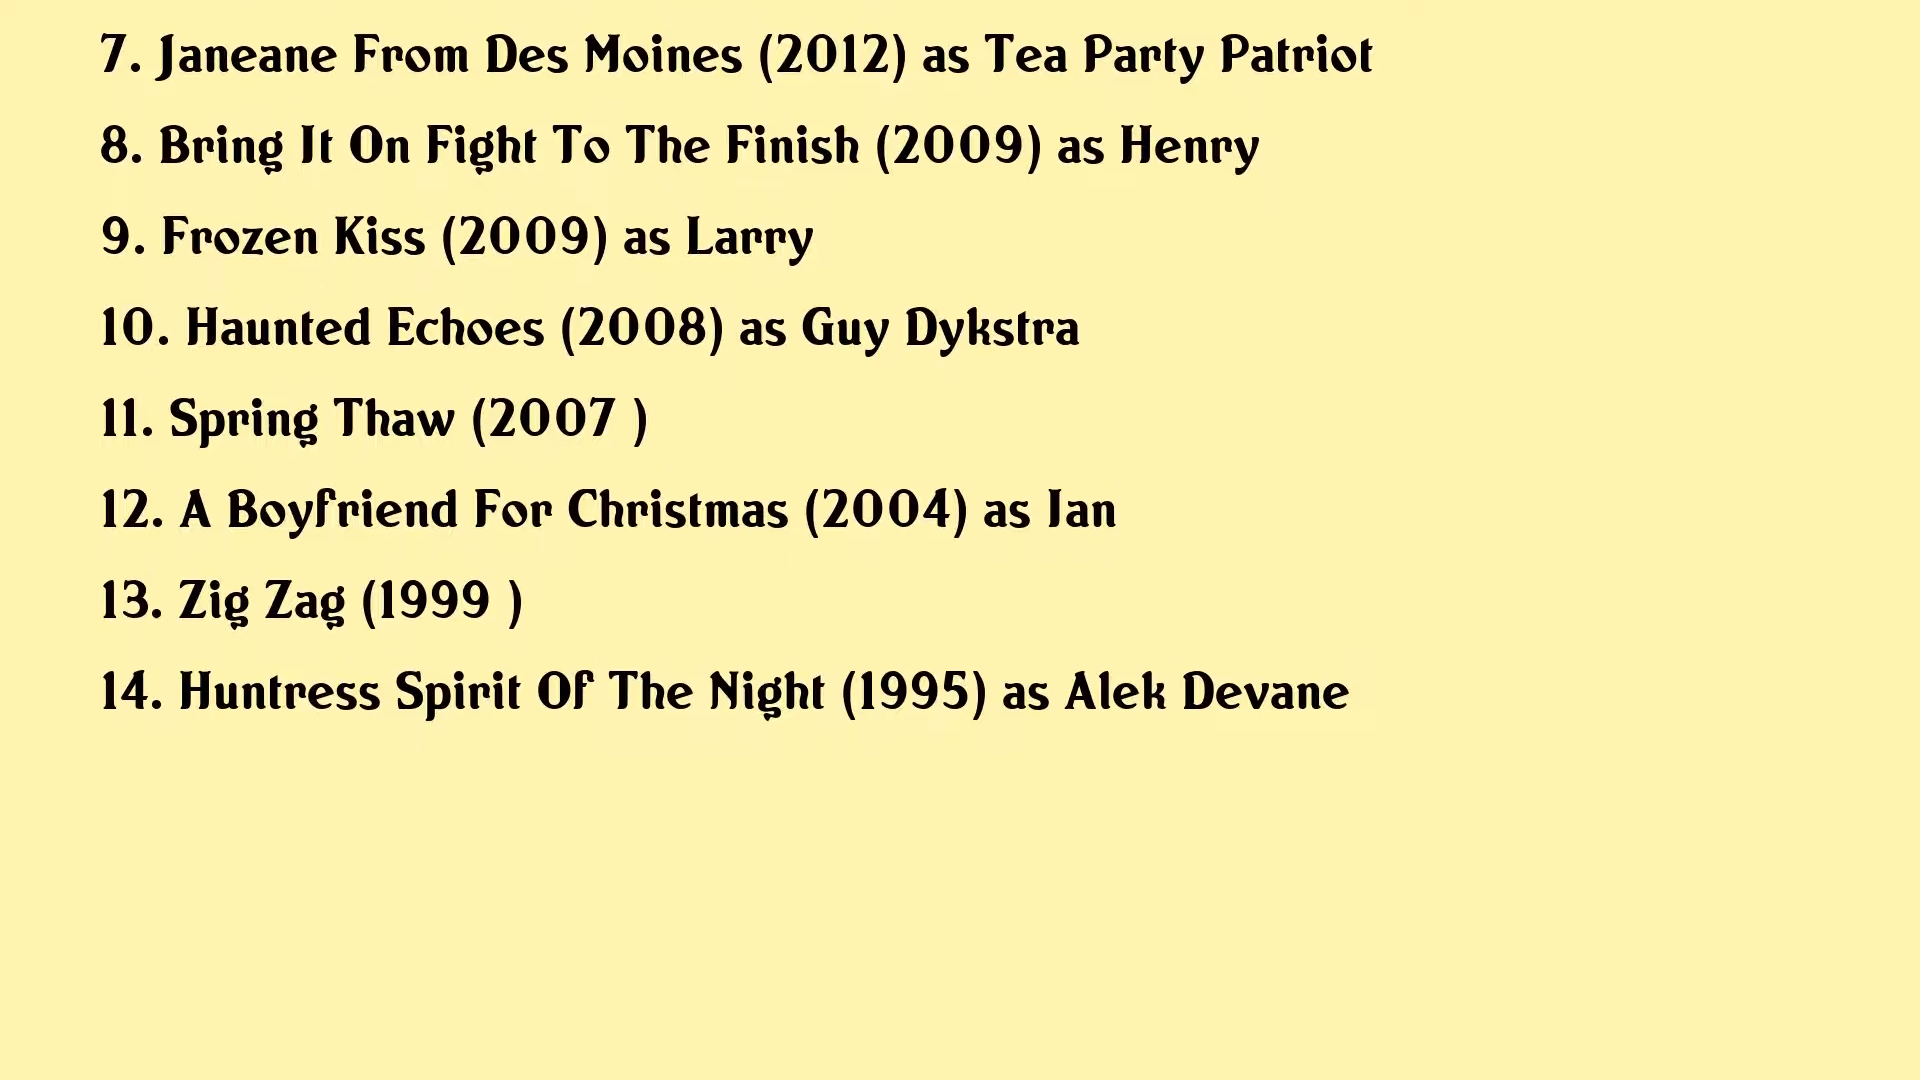 7. Janeane From Des Moines (2012) as Tea Party Patriot
8. Bring It On Fight To The Finish (2009) as Henry
9. Frozen Kiss (2009) as Larry
10. Haunted Echoes (2008) as Guy Dykstra
11. Spring Thaw (2007 )
12. A Boyfriend For Christmas (2004) as Ian
13. Zig Zag (1999 )
14. Huntress Spirit Of The Night (1995) as Alek Devane